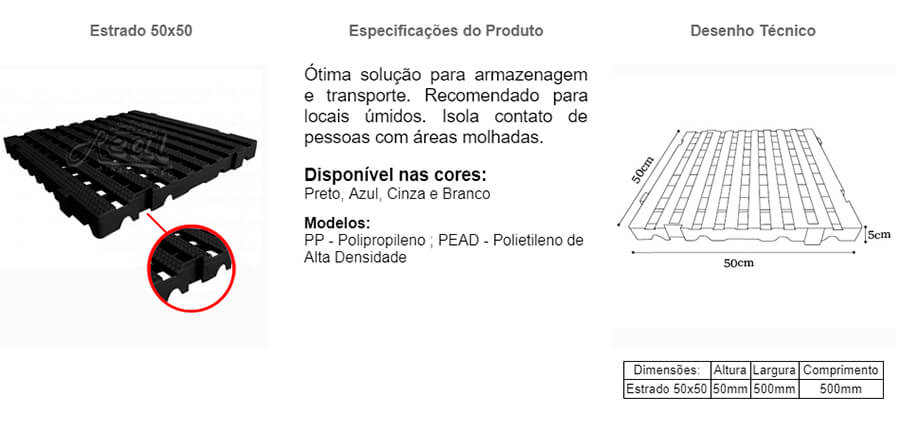 Estrado 50x50
Especificações do Produto
Desenho Técnico
Real
Ótima solução para armazenagem
e transporte. Recomendado para
locais úmidos. Isola contato de
pessoas com áreas molhadas.
Disponível nas cores:
Preto, Azul, Cinza e Branco
Modelos:
PP - Polipropileno ; PEAD - Polietileno de
Alta Densidade
50cm
5cm
50cm
Dimensões: Altura Largura Comprimento
Estrado 50x50 50mm 500mm 500mm